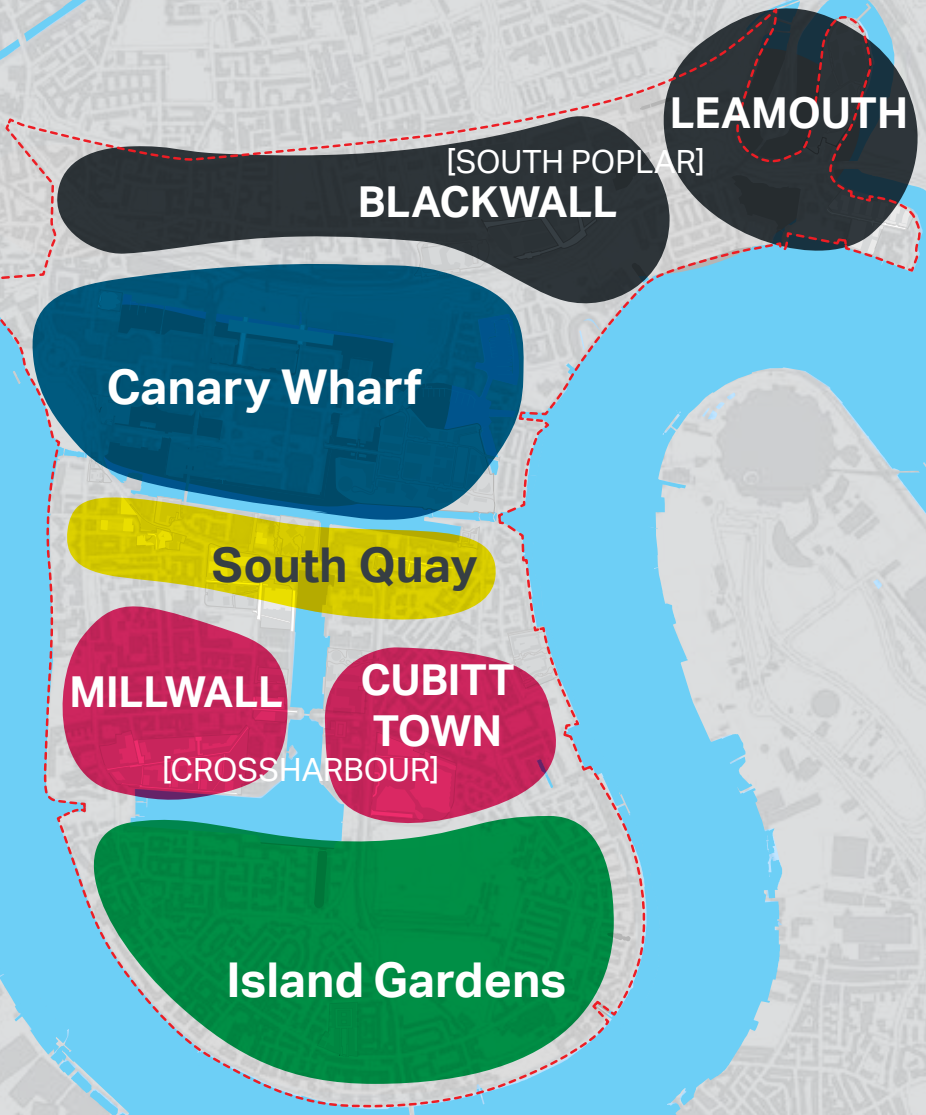 LEAMOUTH
[SOUTH POPLAR]
BLACKWALL
Canary Wharf
South Quay
MILLWALL
CUBITT
TOWN
[CROSSHARBOUR]
Island Gardens